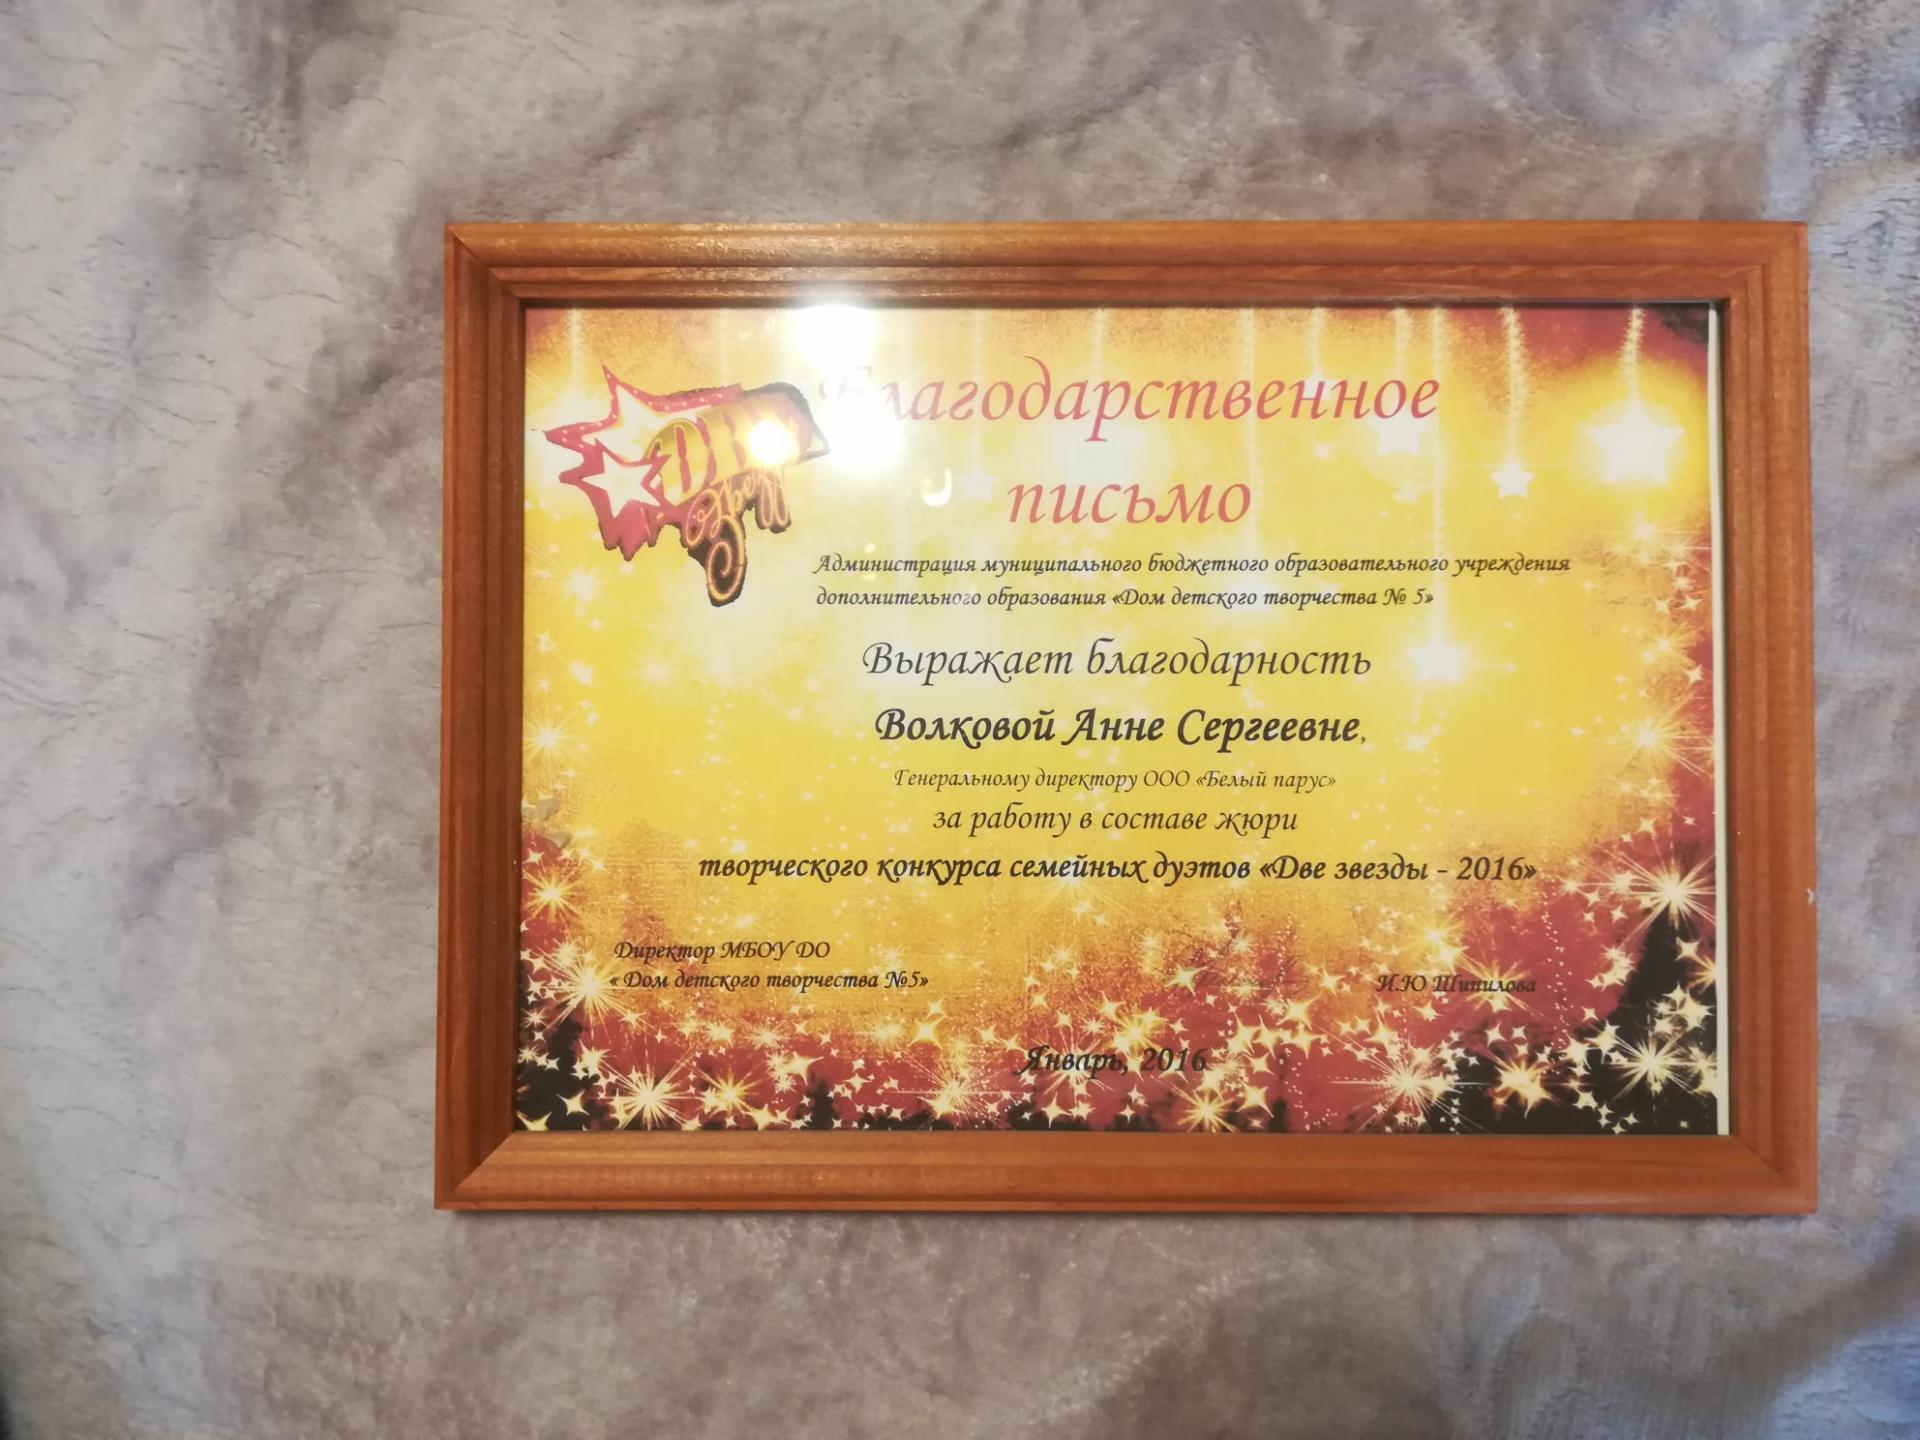 Две
звезды
Благодарственное
письмо
Администрация муниципального бюджетного образовательного учреждения
дополнительного образования «Дом детского творчества № 5»
Выражает благодарность
Волковой Анне Сергеевне,
Генеральному директору ООО «Белый парус»
за работу в составе жюри
творческого конкурса семейных дуэтов «Две звезды - 2016»
Директор МБОУ ДО
« Дом детского творчества №5»
И.Ю Шипилова
Январь, 2016